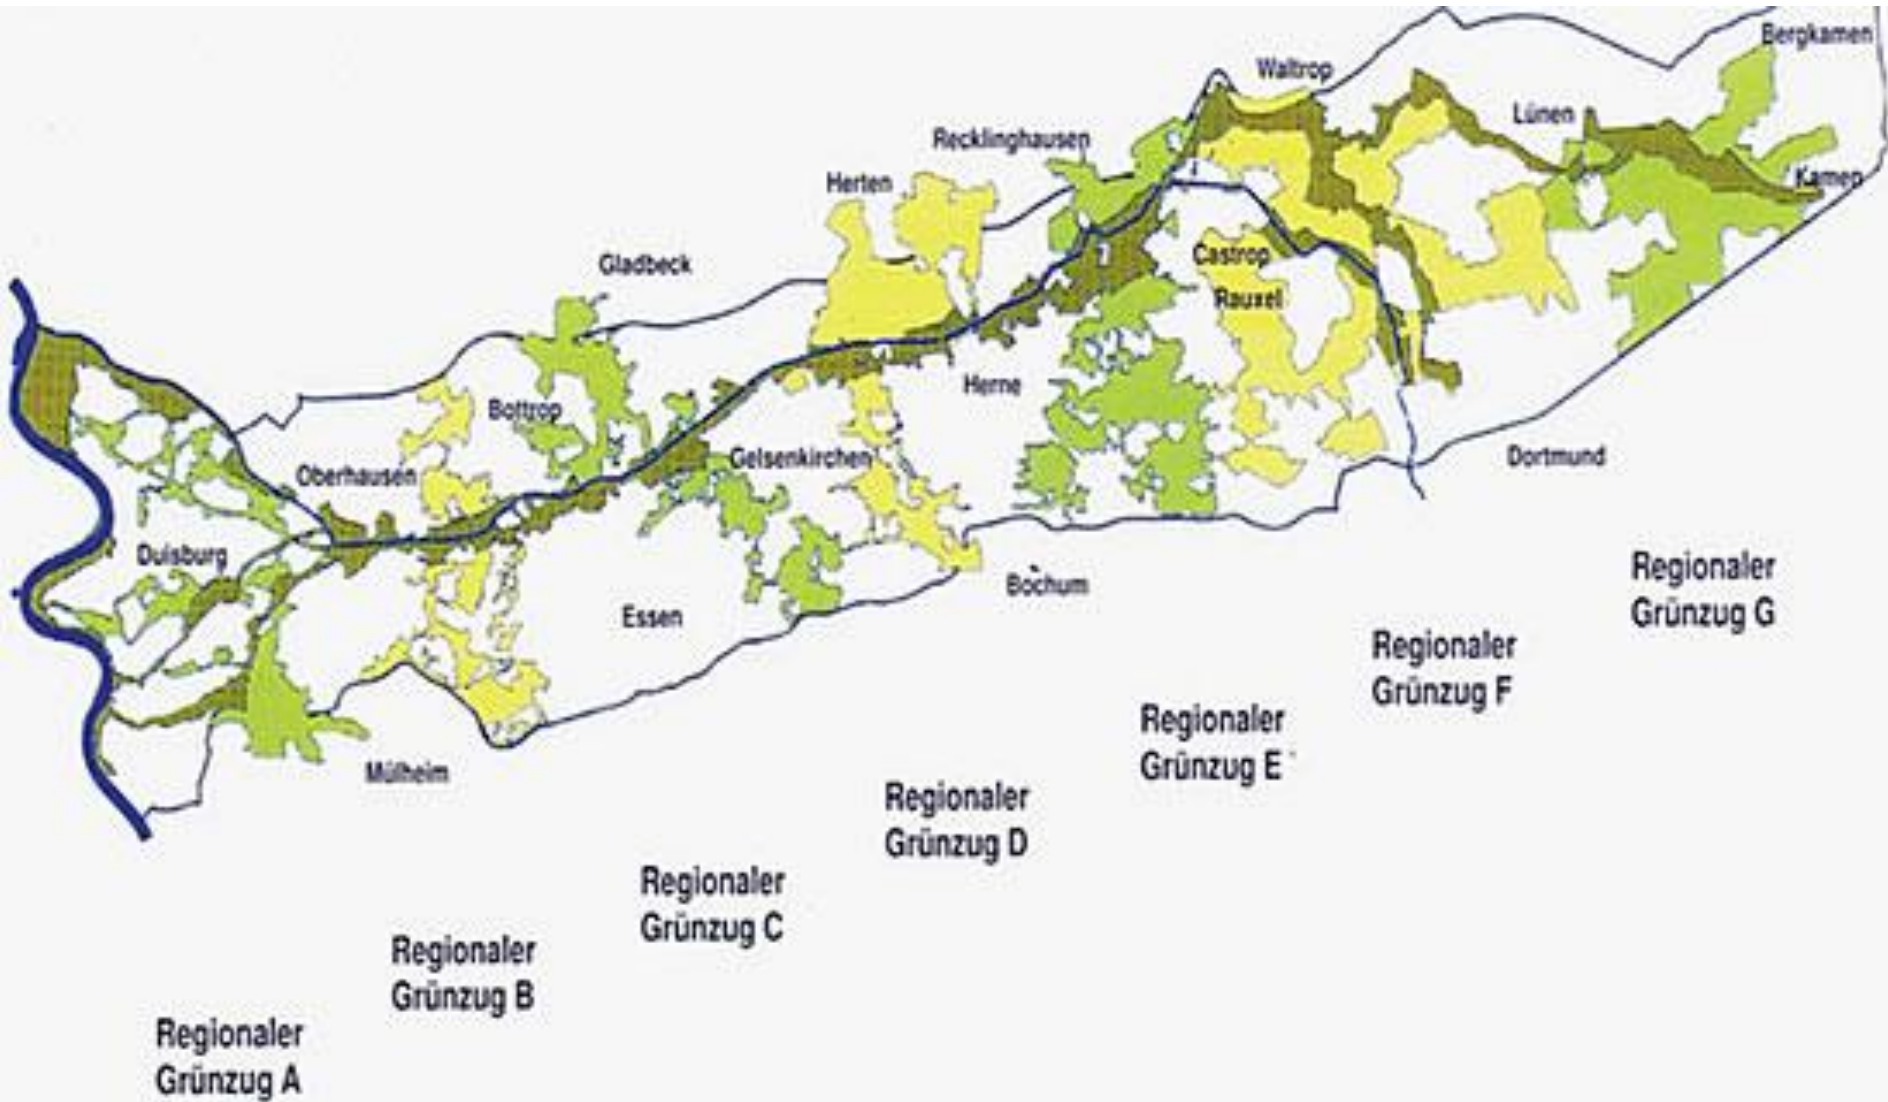 Bergkamen
Waltrop
Lünen
Recklinghausen
Kamen
Herten
Castrop
Rauxel
Gladbeck
Herne
Bottrop
Gelsenkirchen
Dortmund
Oberhausen
Duisburg
Bochum
Essen
Mülheim
Regionaler
Grünzug G
Regionaler
Grünzug F
Regionaler
Grünzug E
Regionaler
Grünzug D
Regionaler
Grünzug C
Regionaler
Grünzug B
Regionaler
Grünzug A